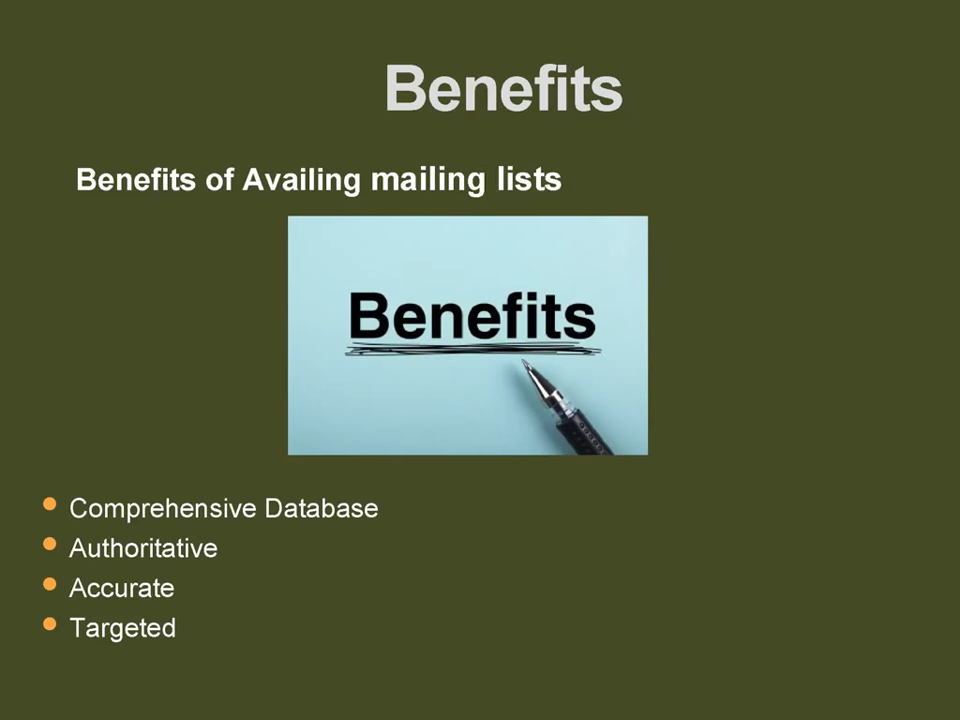 Benefits
Benefits of Availing mailing lists
Benefits
Comprehensive Database
Authoritative
Accurate
Targeted